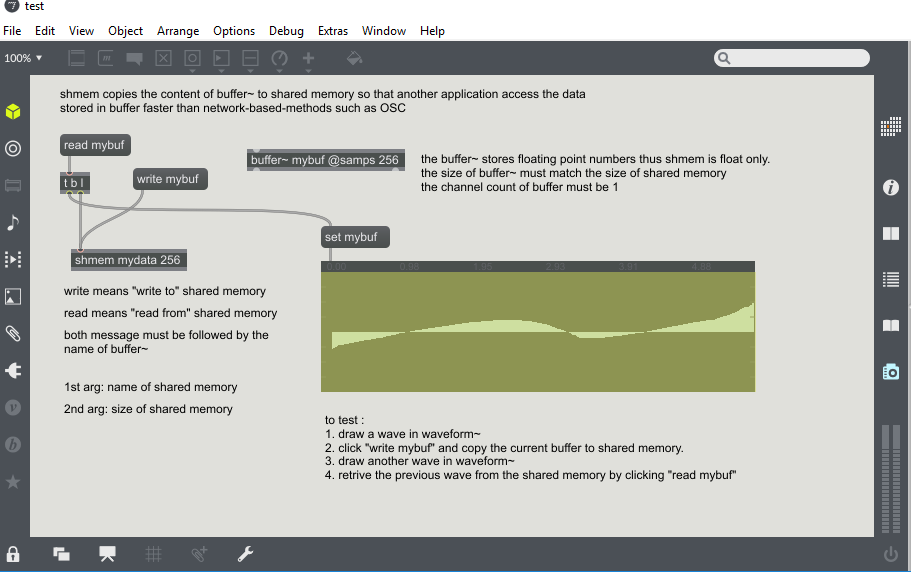 test
File Edit View Object Arrange Options Debug Extras Window Help
100%
shmem copies the content of buffer~ to shared memory so that another application access the data
stored in buffer faster than network-based-methods such as OSC
read mybuf
buffer~ mybuf @samps 256
the buffer~ stores floating point numbers thus shmem is float only.
the size of buffer~ must match the size of shared memory
the channel count of buffer must be 1
t b l
write mybuf
set mybuf
shmem mydata 256
0.00 0.98 1.95 2.93 3.91 4.88
write means "write to" shared memory
read means "read from" shared memory
both message must be followed by the
name of buffer~
1st arg: name of shared memory
2nd arg: size of shared memory
to test :
1. draw a wave in waveform~
2. click "write mybuf" and copy the current buffer to shared memory.
3. draw another wave in waveform~
4. retrive the previous wave from the shared memory by clicking "read mybuf"